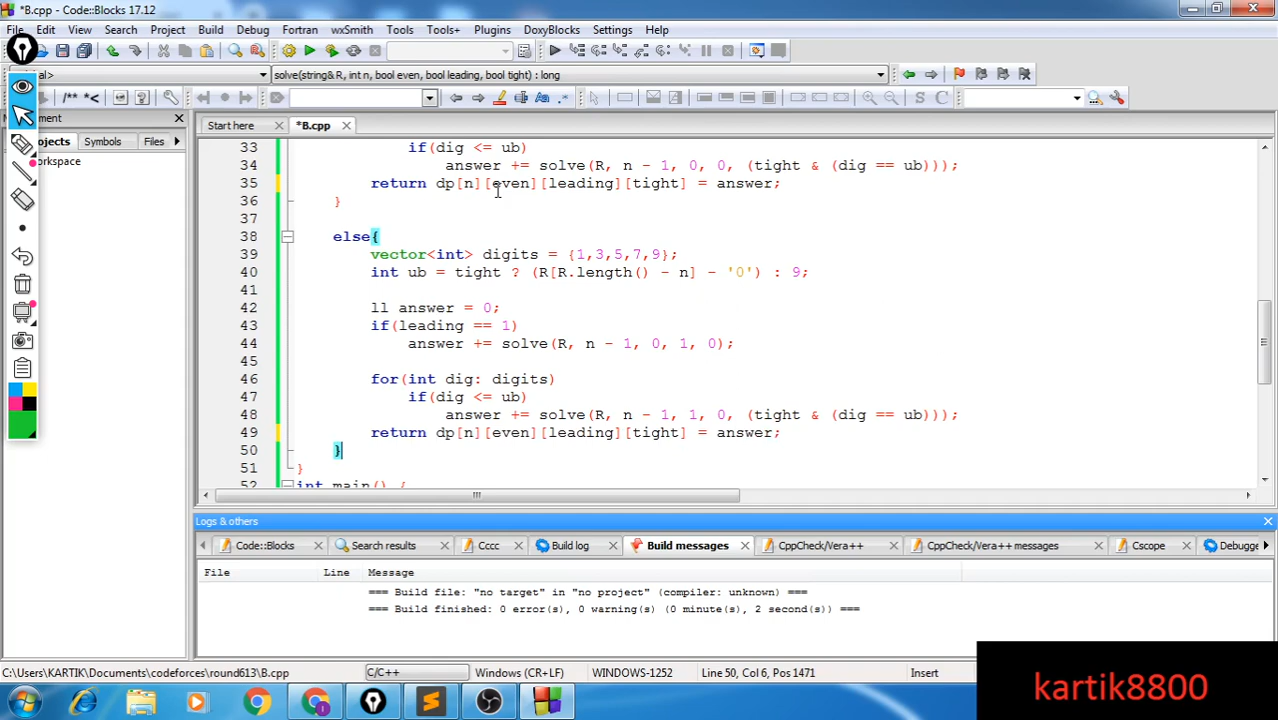 *B.cpp - Code::Blocks 17.12
File Edit View Search Project Build Debug Fortran wxSmith Tools Tools+ Plugins DoxyBlocks Settings Help
al> solve(string& R, int n, bool even, bool leading, bool tight) : long
/** *<
ment
ojects Symbols Files
orkspace
Start here *B.cpp
33 if(dig <= ub)
34 answer += solve(R, n - 1, 0, 0, (tight & (dig == ub)));
35 return dp[n][even][leading][tight] = answer;
36 }
37
38 else{
39 vector<int> digits = {1,3,5,7,9};
40 int ub = tight ? (R[R.length() - n] - '0') : 9;
41
42 ll answer = 0;
43 if(leading == 1)
44 answer += solve(R, n - 1, 0, 1, 0);
45
46 for(int dig: digits)
47 if(dig <= ub)
48 answer += solve(R, n - 1, 1, 0, (tight & (dig == ub)));
49 return dp[n][even][leading][tight] = answer;
50 }
51 }
52 int main() {
Logs & others
Code::Blocks Search results Cccc Build log Build messages CppCheck/Vera++ CppCheck/Vera++ messages Cscope Debugge
File Line Message
=== Build file: "no target" in "no project" (compiler: unknown) ===
=== Build finished: 0 error(s), 0 warning(s) (0 minute(s), 2 second(s)) ===
C:\Users\KARTIK\Documents\codeforces\round613\B.cpp C/C++ Windows (CR+LF) WINDOWS-1252 Line 50, Col 6, Pos 1471 Insert
kartik8800